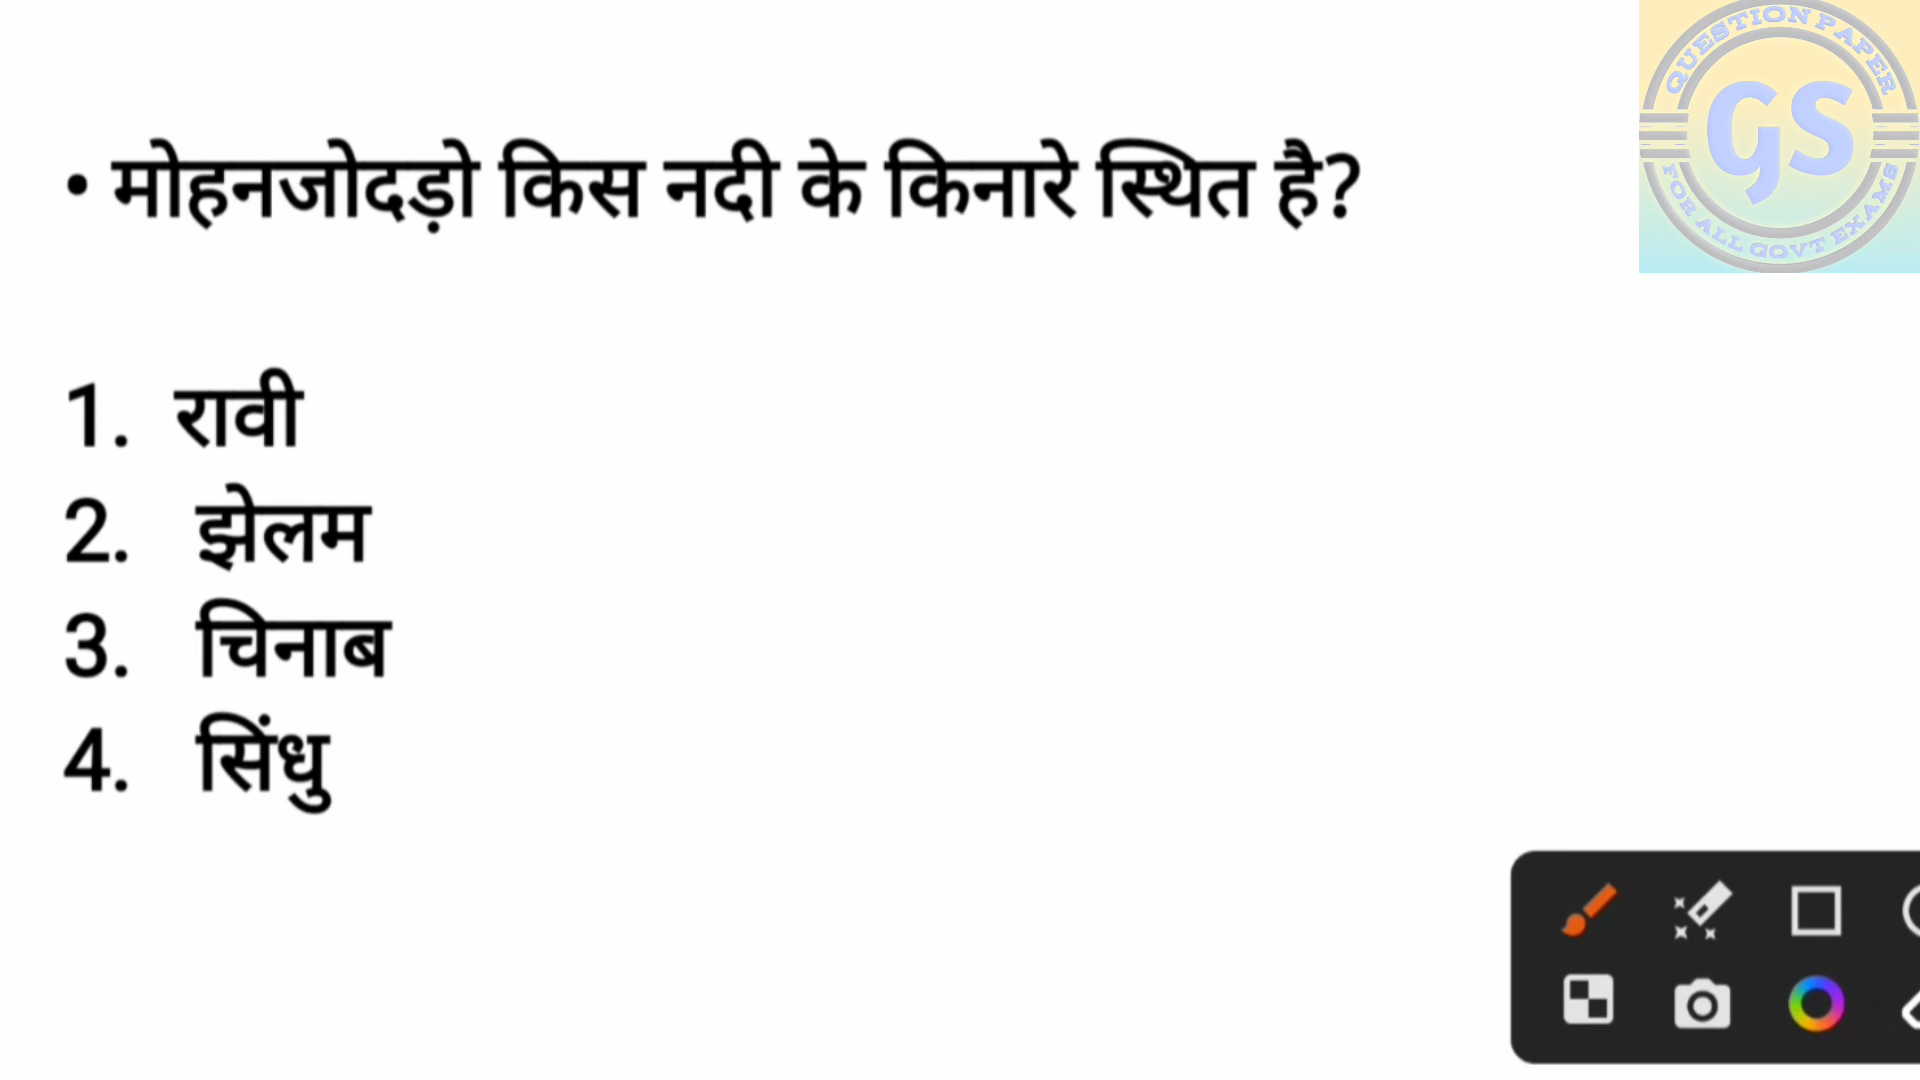 • मोहनजोदड़ो किस नदी के किनारे स्थित है?
1. रावी
2. झेलम
3. चिनाब
4. सिंधु
QUESTION PAPER
GS
FOR ALL GOVT EXAMS